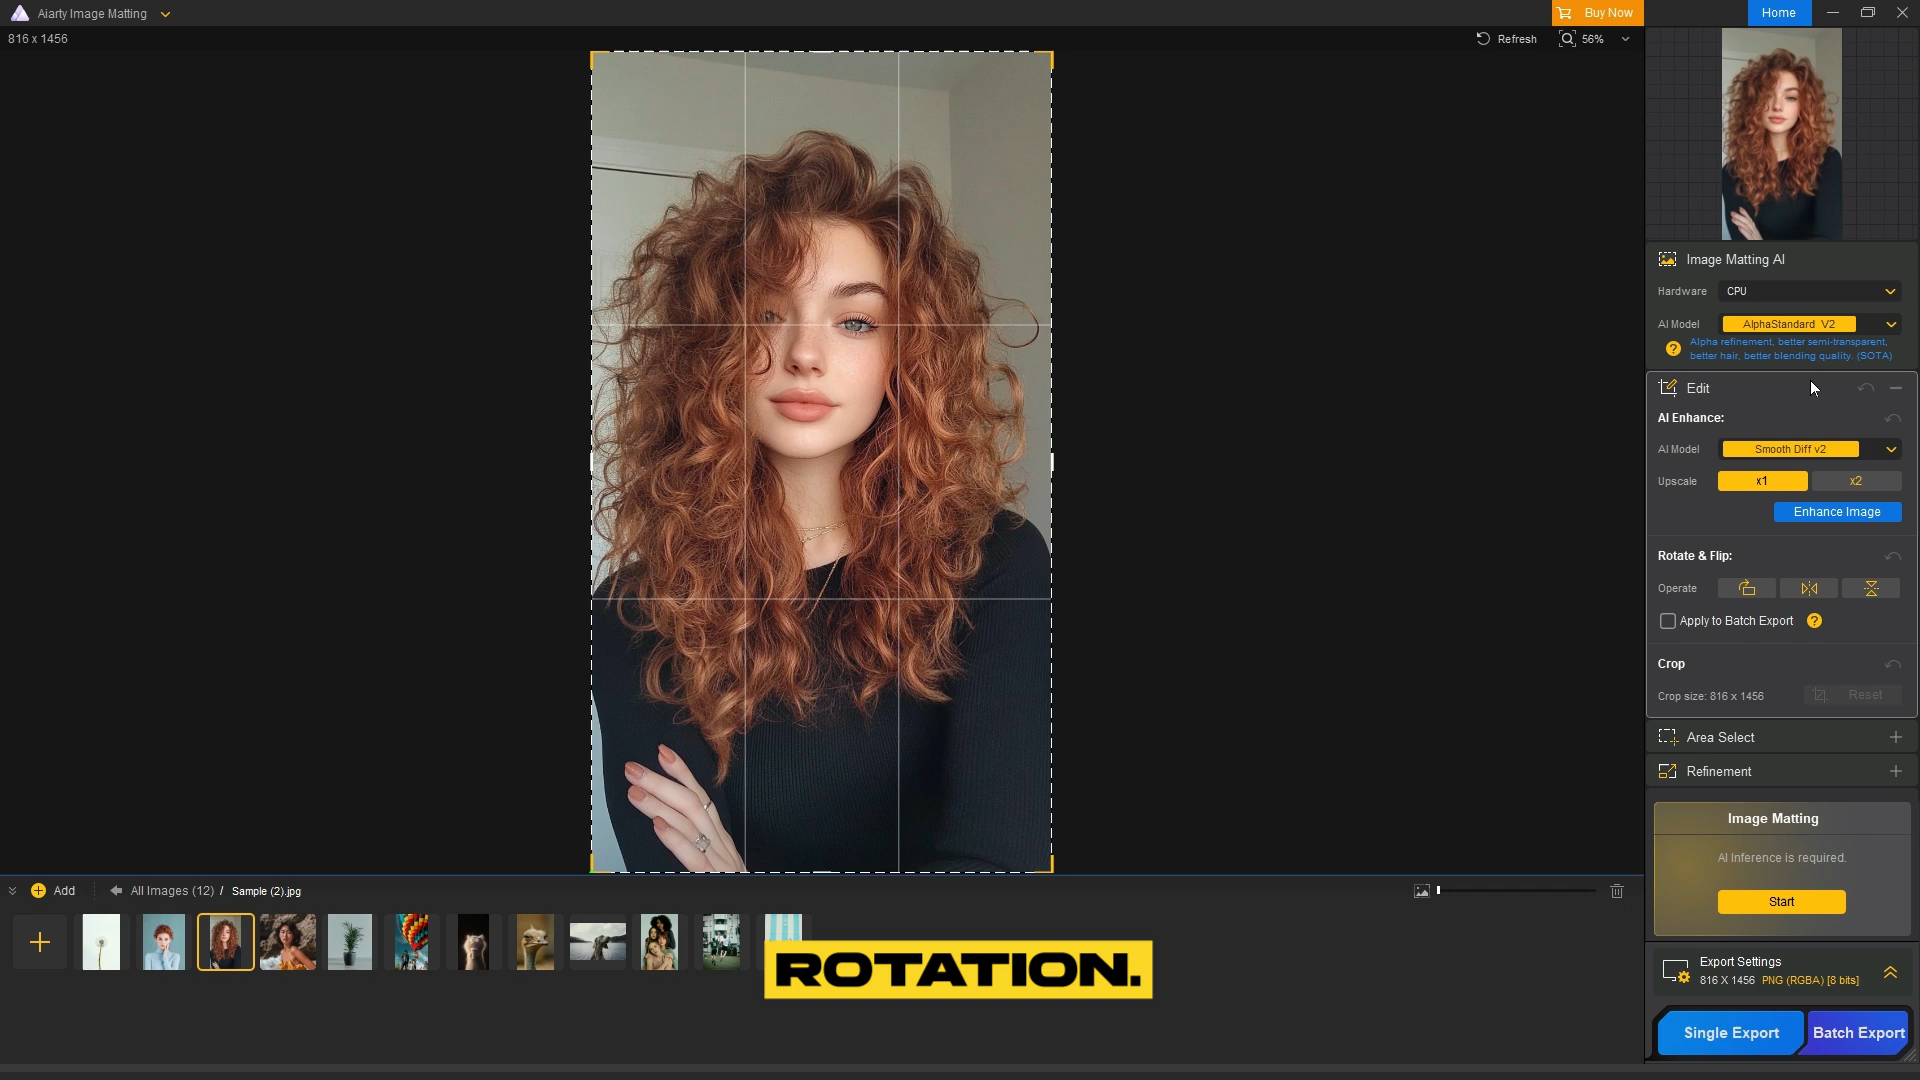 Aiarty Image Matting
Buy Now
Home
816 x 1456
Refresh
56%
Image Matting AI
Hardware
CPU
AI Model
AlphaStandard V2
?
Alpha refinement, better semi-transparent,
better hair, better blending quality. (SOTA)
Edit
AI Enhance:
AI Model
Smooth Diff v2
Upscale
x1
x2
Enhance Image
Rotate & Flip:
Operate
Apply to Batch Export
?
Crop
Crop size: 816 x 1456
Reset
Area Select
Refinement
Image Matting
AI Inference is required.
Start
Add
All Images (12) / Sample (2).jpg
ROTATION.
Export Settings
816 X 1456 PNG (RGBA) [8 bits]
Single Export
Batch Export